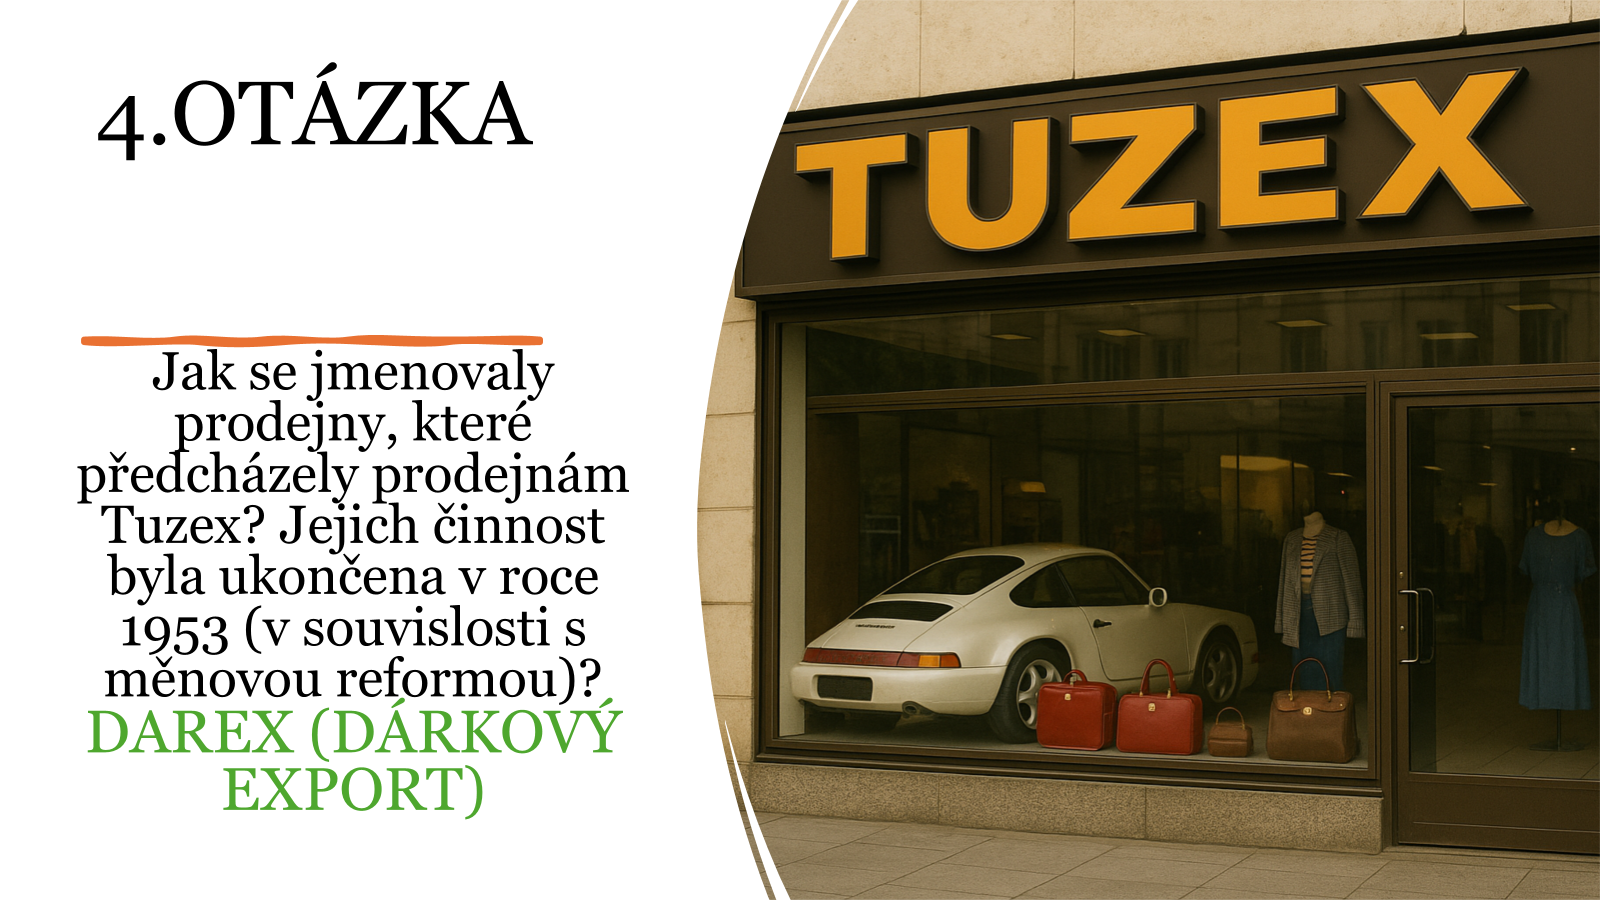 4.OTÁZKA
Jak se jmenovaly
prodejny, které
předcházely prodejnám
Tuzex? Jejich činnost
byla ukončena v roce
1953 (v souvislosti s
měnovou reformou)?
DAREX (DÁRKOVÝ
EXPORT)
TUZEX